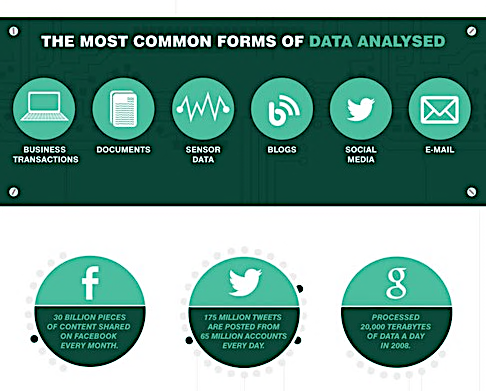 THE MOST COMMON FORMS OF DATA ANALYSED
BUSINESS
TRANSACTIONS
DOCUMENTS
SENSOR
DATA
BLOGS
SOCIAL
MEDIA
E-MAIL
30 BILLION PIECES
OF CONTENT SHARED
ON FACEBOOK
EVERY MONTH.
175 MILLION TWEETS
ARE POSTED FROM
65 MILLION ACCOUNTS
EVERY DAY.
PROCESSED
20,000 TERABYTES
OF DATA A DAY
IN 2008.